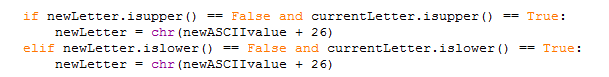 if newLetter.isupper() == False and currentLetter.isupper() == True:
    newLetter = chr(newASCIIvalue + 26)
elif newLetter.islower() == False and currentLetter.islower() == True:
    newLetter = chr(newASCIIvalue + 26)